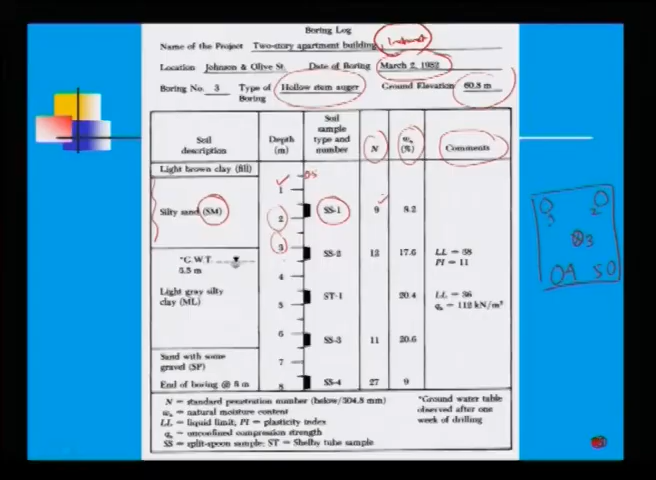 Boring Log
Name of the Project Two-story apartment building
Location Johnson & Olive St. Date of Boring March 2, 1982
Boring No. 3 Type of Boring Hollow stem auger Ground Elevation 60.8 m
Soil description Depth (m) Soil sample type and number N wn (%) Comments
Light brown clay (fill)
1
Silty sand (SM) 2 SS-1 9 8.2
3
*G.W.T. SS-2 12 17.6 LL = 38
3.5 m PI = 11
4
Light gray silty clay (ML) 5 ST-1 20.4 LL = 36
qu = 112 kN/m²
6 SS-3 11 20.6
Sand with some gravel (SP) 7
End of boring @ 8 m 8 SS-4 27 9
N = standard penetration number (below/304.8 mm)
wn = natural moisture content
LL = liquid limit, PI = plasticity index
qu = unconfined compression strength
SS = split-spoon sample; ST = Shelby tube sample
*Ground water table
observed after one
week of drilling
2
3